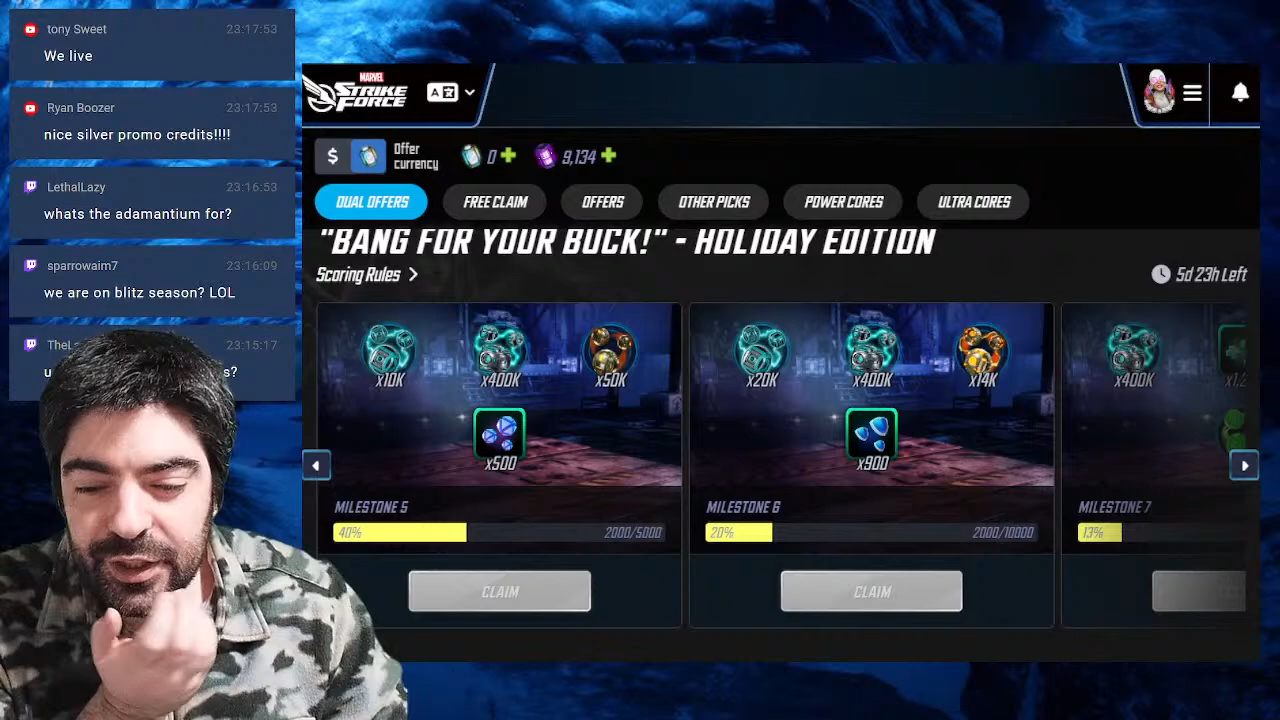 tony Sweet 23:17:53
We live
Ryan Boozer 23:17:53
nice silver promo credits!!!!
LethalLazy 23:16:53
whats the adamantium for?
sparrowaim7 23:16:09
we are on blitz season? LOL
23:15:17
MARVEL
STRIKE
FORCE
$ Offer
currency
0 9,134
DUAL OFFERS FREE CLAIM OFFERS OTHER PICKS POWER CORES ULTRA CORES
"BANG FOR YOUR BUCK!" - HOLIDAY EDITION
Scoring Rules 5d 23h Left
x10K x400K x50K x20K x400K x14K x400K
x500 x900
MILESTONE 5 MILESTONE 6 MILESTONE 7
40% 2000/5000 20% 2000/10000 13%
CLAIM CLAIM